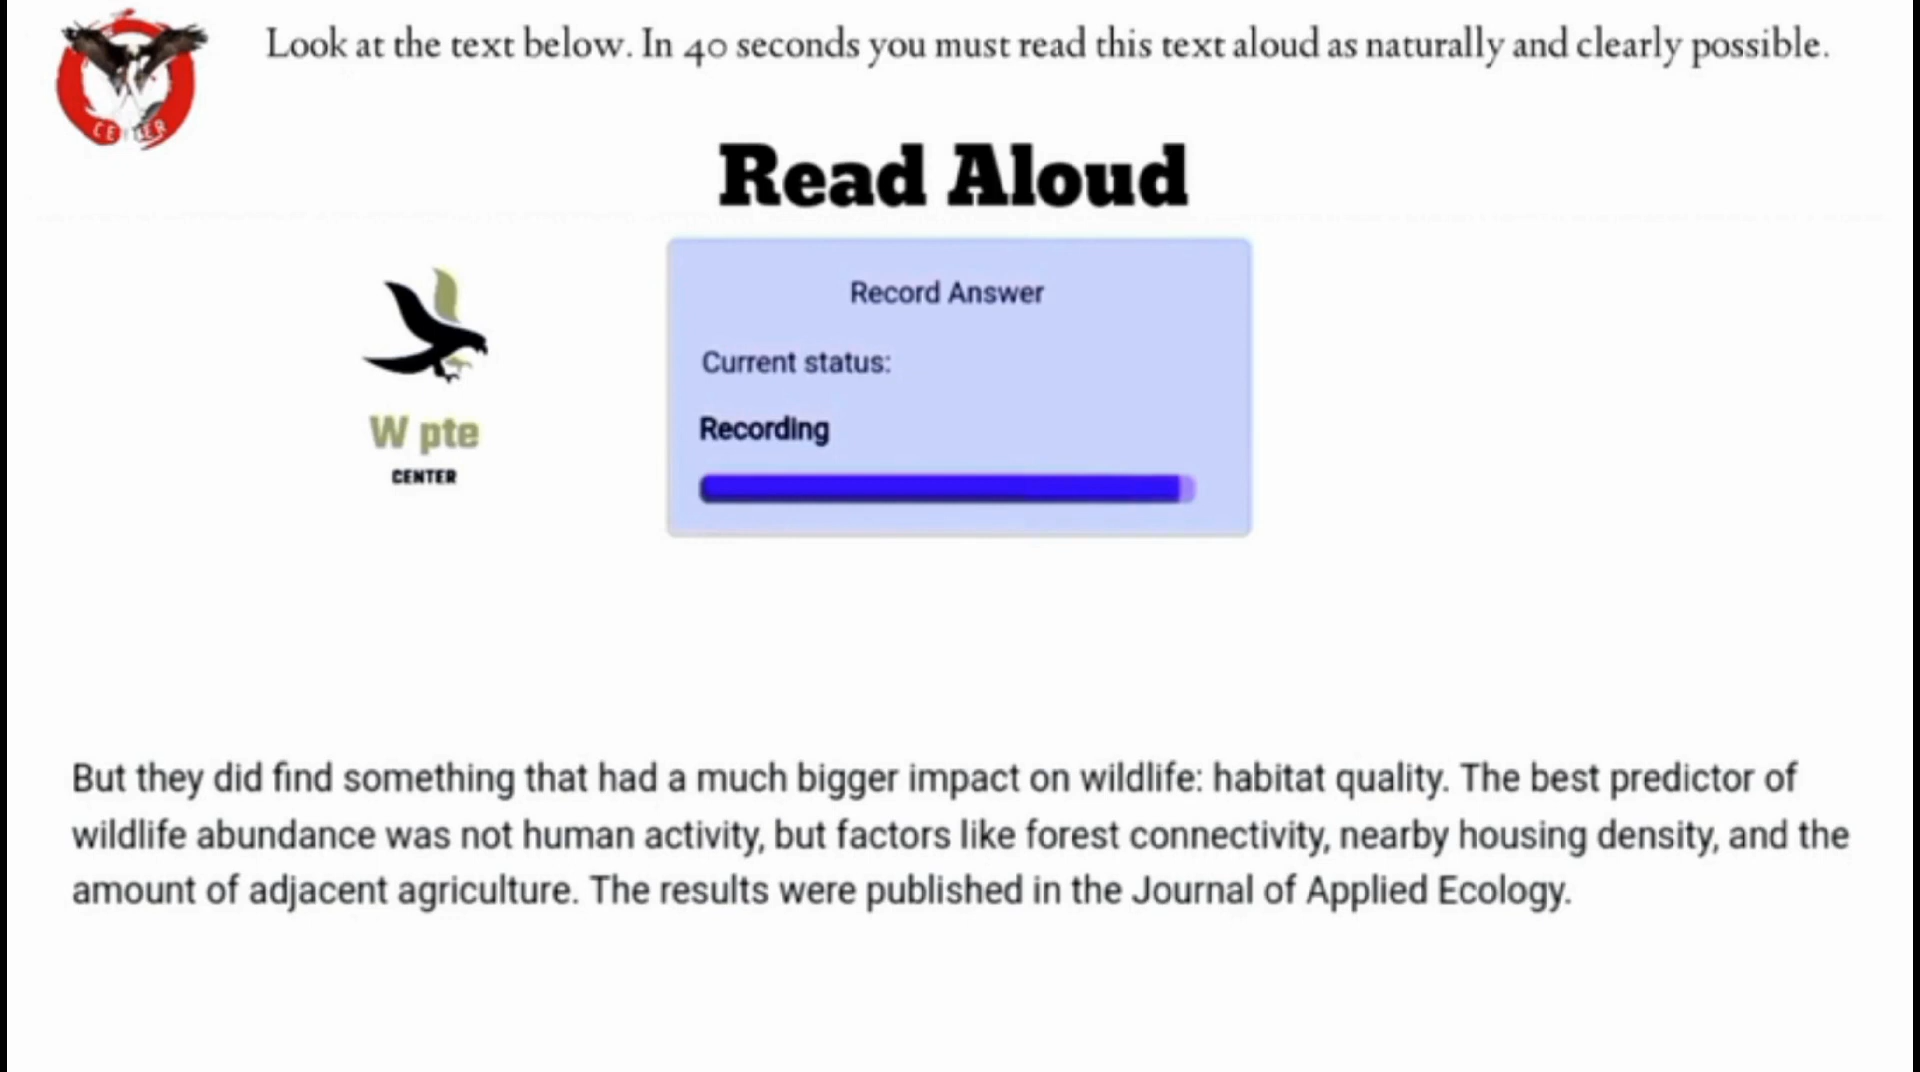 Look at the text below. In 40 seconds you must read this text aloud as naturally and clearly possible.
CENTER
Read Aloud
Record Answer
Current status:
Recording
W pte
CENTER
But they did find something that had a much bigger impact on wildlife: habitat quality. The best predictor of
wildlife abundance was not human activity, but factors like forest connectivity, nearby housing density, and the
amount of adjacent agriculture. The results were published in the Journal of Applied Ecology.